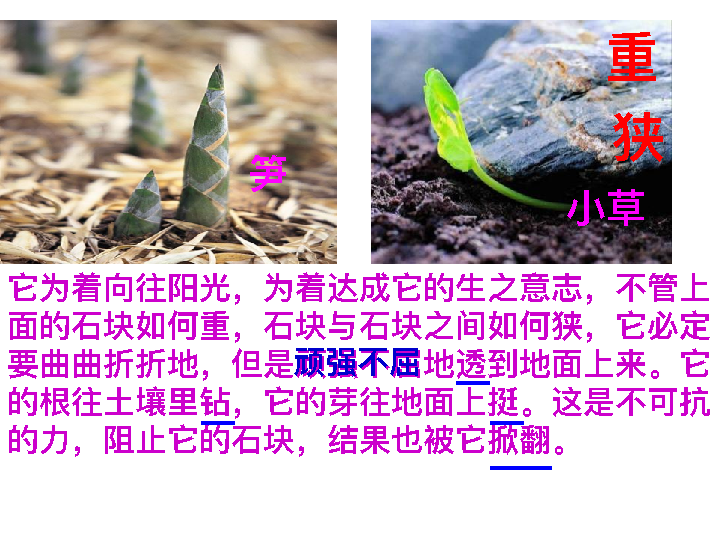 重
狭
笋
小草
它为着向往阳光，为着达成它的生之意志，不管上
面的石块如何重，石块与石块之间如何狭，它必定
要曲曲折折地，但是顽强不屈地透到地面上来。它
的根往土壤里钻，它的芽往地面上挺。这是不可抗
的力，阻止它的石块，结果也被它掀翻。